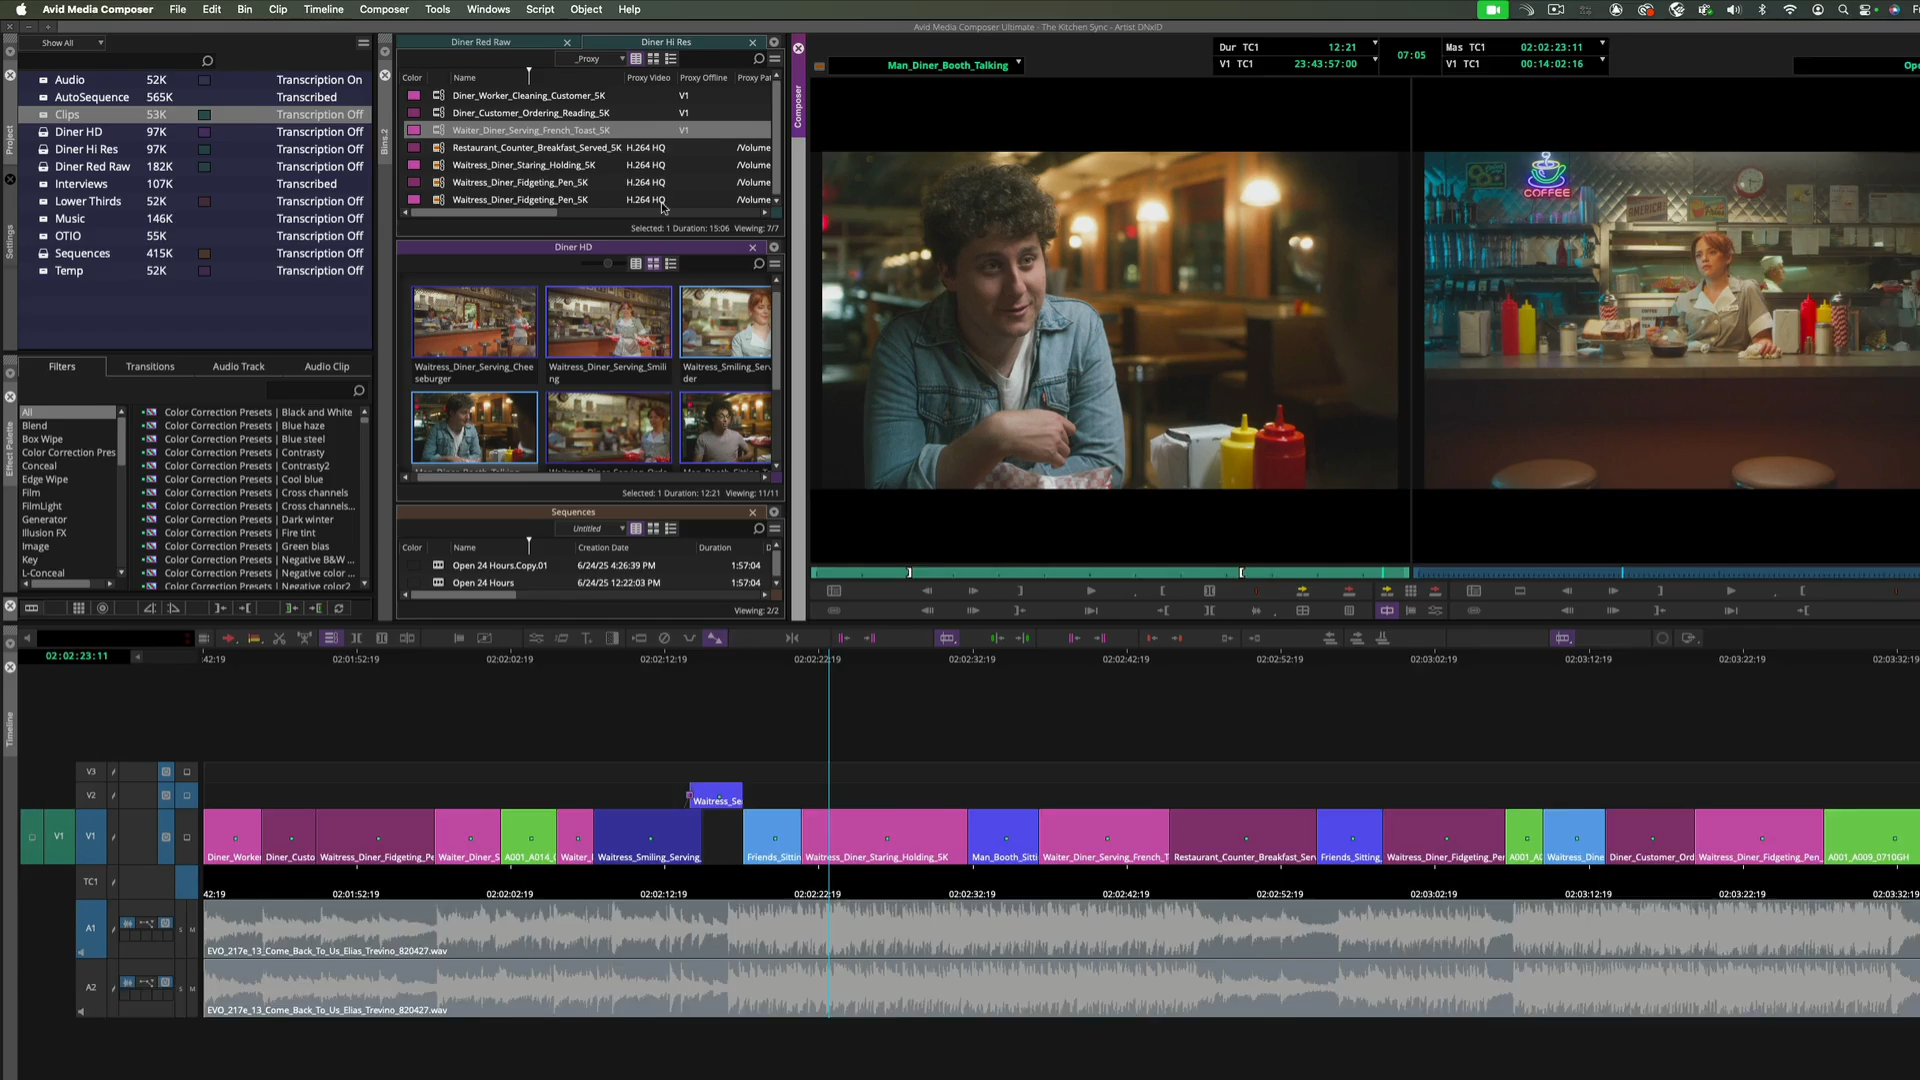 Avid Media Composer File Edit Bin Clip Timeline Composer Tools Windows Script Object Help
Avid Media Composer Ultimate - The Kitchen Sync - Artist DNxID
Show All
Audio 52K Transcription On
AutoSequence 565K Transcribed
Clips 53K Transcription Off
Diner HD 97K Transcription Off
Diner Hi Res 97K Transcription Off
Diner Red Raw 182K Transcription Off
Interviews 107K Transcribed
Lower Thirds 52K Transcription Off
Music 146K Transcription Off
OTIO 55K Transcription Off
Sequences 415K Transcription Off
Temp 52K Transcription Off
Project
Settings
Filters Transitions Audio Track Audio Clip
All
Blend
Box Wipe
Color Correction Pres
Conceal
Edge Wipe
Film
FilmLight
Generator
Illusion FX
Image
Key
L-Conceal
Color Correction Presets | Black and White
Color Correction Presets | Blue haze
Color Correction Presets | Blue steel
Color Correction Presets | Contrasty
Color Correction Presets | Contrasty2
Color Correction Presets | Cool blue
Color Correction Presets | Cross channels
Color Correction Presets | Cross channels...
Color Correction Presets | Dark winter
Color Correction Presets | Fire tint
Color Correction Presets | Green bias
Color Correction Presets | Negative B&W ...
Color Correction Presets | Negative color ...
Color Correction Presets | Negative color2
Effect Palette
Bins.2
Diner Red Raw Diner Hi Res
_Proxy
Color Name Proxy Video Proxy Offline Proxy Pat
Diner_Worker_Cleaning_Customer_5K V1
Diner_Customer_Ordering_Reading_5K V1
Waiter_Diner_Serving_French_Toast_5K V1
Restaurant_Counter_Breakfast_Served_5K H.264 HQ /Volume
Waitress_Diner_Staring_Holding_5K H.264 HQ /Volume
Waitress_Diner_Fidgeting_Pen_5K H.264 HQ /Volume
Waitress_Diner_Fidgeting_Pen_5K H.264 HQ /Volume
Selected: 1 Duration: 15:06 Viewing: 7/7
Diner HD
Waitress_Diner_Serving_Chee
seburger
Waitress_Diner_Serving_Smili
ng
Waitress_Smiling_Serv
der
Man_Diner_Booth_Talking
Waitress_Diner_Serving_Orde
Man_Booth_Sitting_T
Selected: 1 Duration: 12:21 Viewing: 11/11
Sequences
Untitled
Color Name Creation Date Duration D
Open 24 Hours.Copy.01 6/24/25 4:26:39 PM 1:57:04
Open 24 Hours 6/24/25 12:22:03 PM 1:57:04
Viewing: 2/2
Composer
Man_Diner_Booth_Talking
Dur TC1 12:21
V1 TC1 23:43:57:00
07:05
Mas TC1 02:02:23:11
V1 TC1 00:14:02:16
Ope
COFFEE
AMERICA
Timeline
02:02:23:11
42:19 02:01:52:19 02:02:02:19 02:02:12:19 02:02:22:19 02:02:32:19 02:02:42:19 02:02:52:19 02:03:02:19 02:03:12:19 02:03:22:19 02:03:32:19
V3
V2
Waitress_Se
V1 V1
Diner_Worke Diner_Custo Waitress_Diner_Fidgeting_Pe Waiter_Diner_S A001_A014_ Waiter_ Waitress_Smiling_Serving_ Friends_Sittin Waitress_Diner_Staring_Holding_5K Man_Booth_Sitti Waiter_Diner_Serving_French_T Restaurant_Counter_Breakfast_Serv Friends_Sitting_ Waitress_Diner_Fidgeting_Per A001_A0 Waitress_Dine Diner_Customer_Ord Waitress_Diner_Fidgeting_Pen_ A001_A009_0710GH
TC1
42:19 02:01:52:19 02:02:02:19 02:02:12:19 02:02:22:19 02:02:32:19 02:02:42:19 02:02:52:19 02:03:02:19 02:03:12:19 02:03:22:19 02:03:32:19
A1 S M
EVO_217e_13_Come_Back_To_Us_Elias_Trevino_820427.wav
A2 S M
EVO_217e_13_Come_Back_To_Us_Elias_Trevino_820427.wav